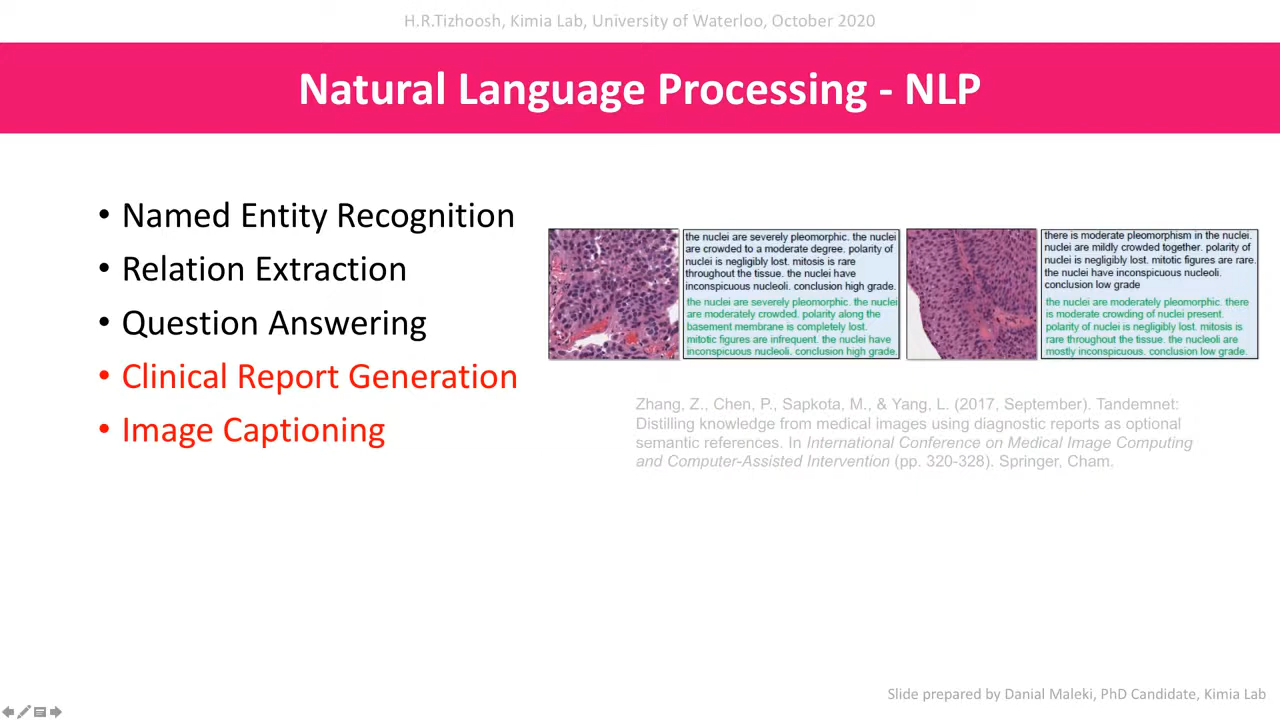 H.R.Tizhoosh, Kimia Lab, University of Waterloo, October 2020
Natural Language Processing - NLP
• Named Entity Recognition
• Relation Extraction
• Question Answering
• Clinical Report Generation
• Image Captioning
the nuclei are severely pleomorphic. the nuclei
are crowded to a moderate degree. polarity of
nuclei is negligibly lost. mitosis is rare
throughout the tissue. the nuclei have
inconspicuous nucleoli. conclusion high grade.
the nuclei are severely pleomorphic. the nuclei
are moderately crowded. polarity along the
basement membrane is completely lost.
mitotic figures are infrequent. the nuclei have
inconspicuous nucleoli. conclusion high grade.
there is moderate pleomorphism in the nuclei.
nuclei are mildly crowded together. polarity of
nuclei is negligibly lost. mitotic figures are rare.
the nuclei have inconspicuous nucleoli.
conclusion low grade
the nuclei are moderately pleomorphic. there
is moderate crowding of nuclei present.
polarity of nuclei is negligibly lost. mitosis is
rare throughout the tissue. the nucleoli are
mostly inconspicuous. conclusion low grade.
Zhang, Z., Chen, P., Sapkota, M., & Yang, L. (2017, September). Tandemnet:
Distilling knowledge from medical images using diagnostic reports as optional
semantic references. In International Conference on Medical Image Computing
and Computer-Assisted Intervention (pp. 320-328). Springer, Cham.
Slide prepared by Danial Maleki, PhD Candidate, Kimia Lab